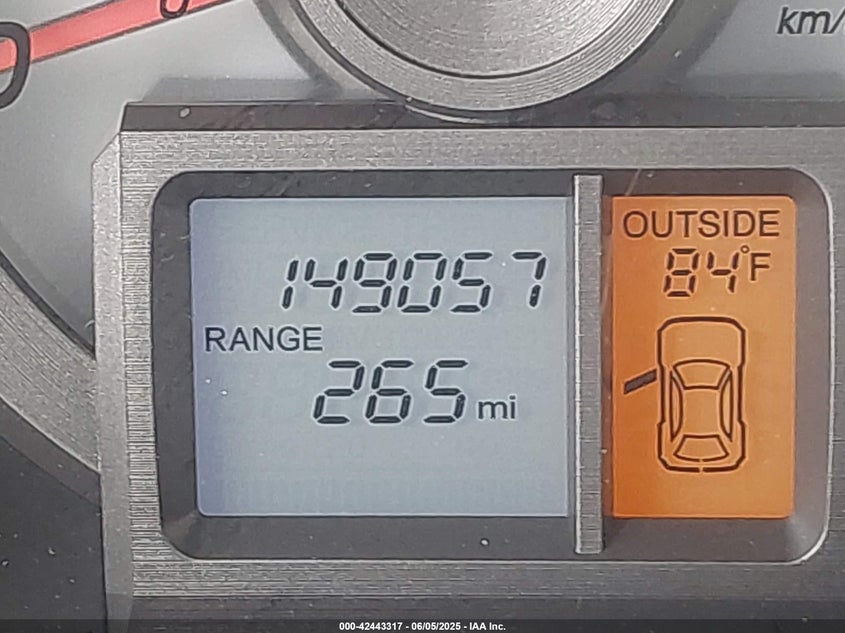 km/
149057
RANGE
265 mi
OUTSIDE
84°F
000-42443317 - 06/05/2025 - IAA Inc.